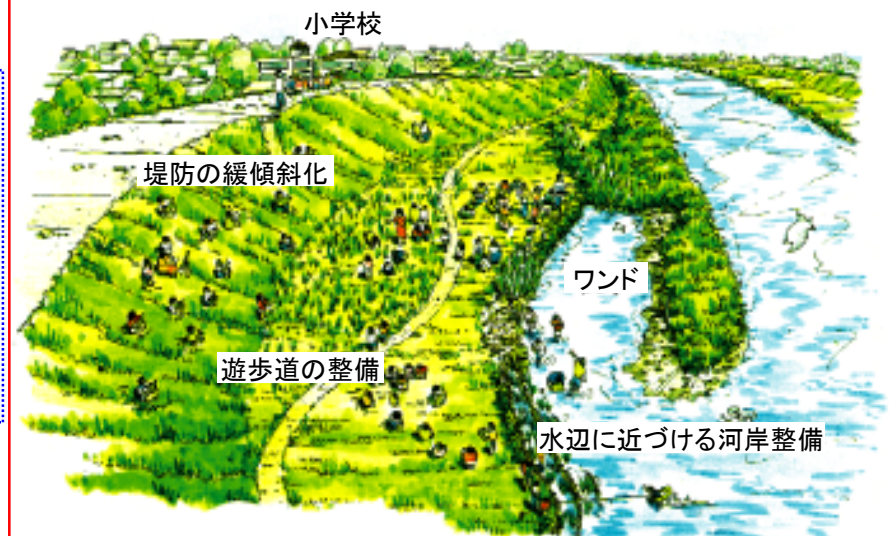 小学校
堤防の緩傾斜化
ワンド
遊歩道の整備
水辺に近づける河岸整備